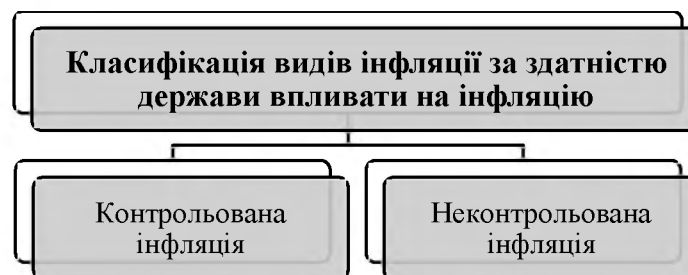 Класифікація видів інфляції за здатністю
держави впливати на інфляцію
Контрольована
інфляція
Неконтрольована
інфляція